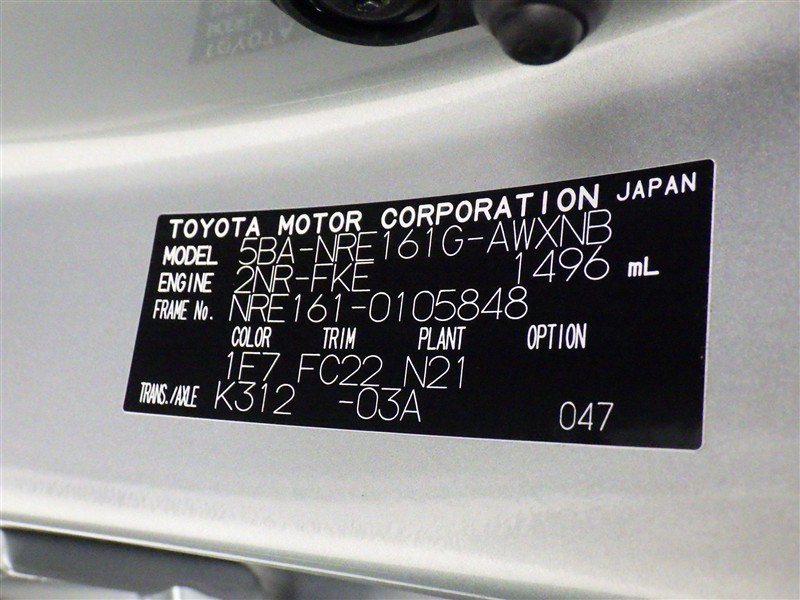 TOYOTA MOTOR CORPORATION JAPAN
MODEL 5BA-NRE161G-AWXNB
ENGINE 2NR-FKE 1496 mL
FRAME No. NRE161-0105848
COLOR TRIM PLANT OPTION
1F7 FC22 N21
TRANS./AXLE K312 -03A 047